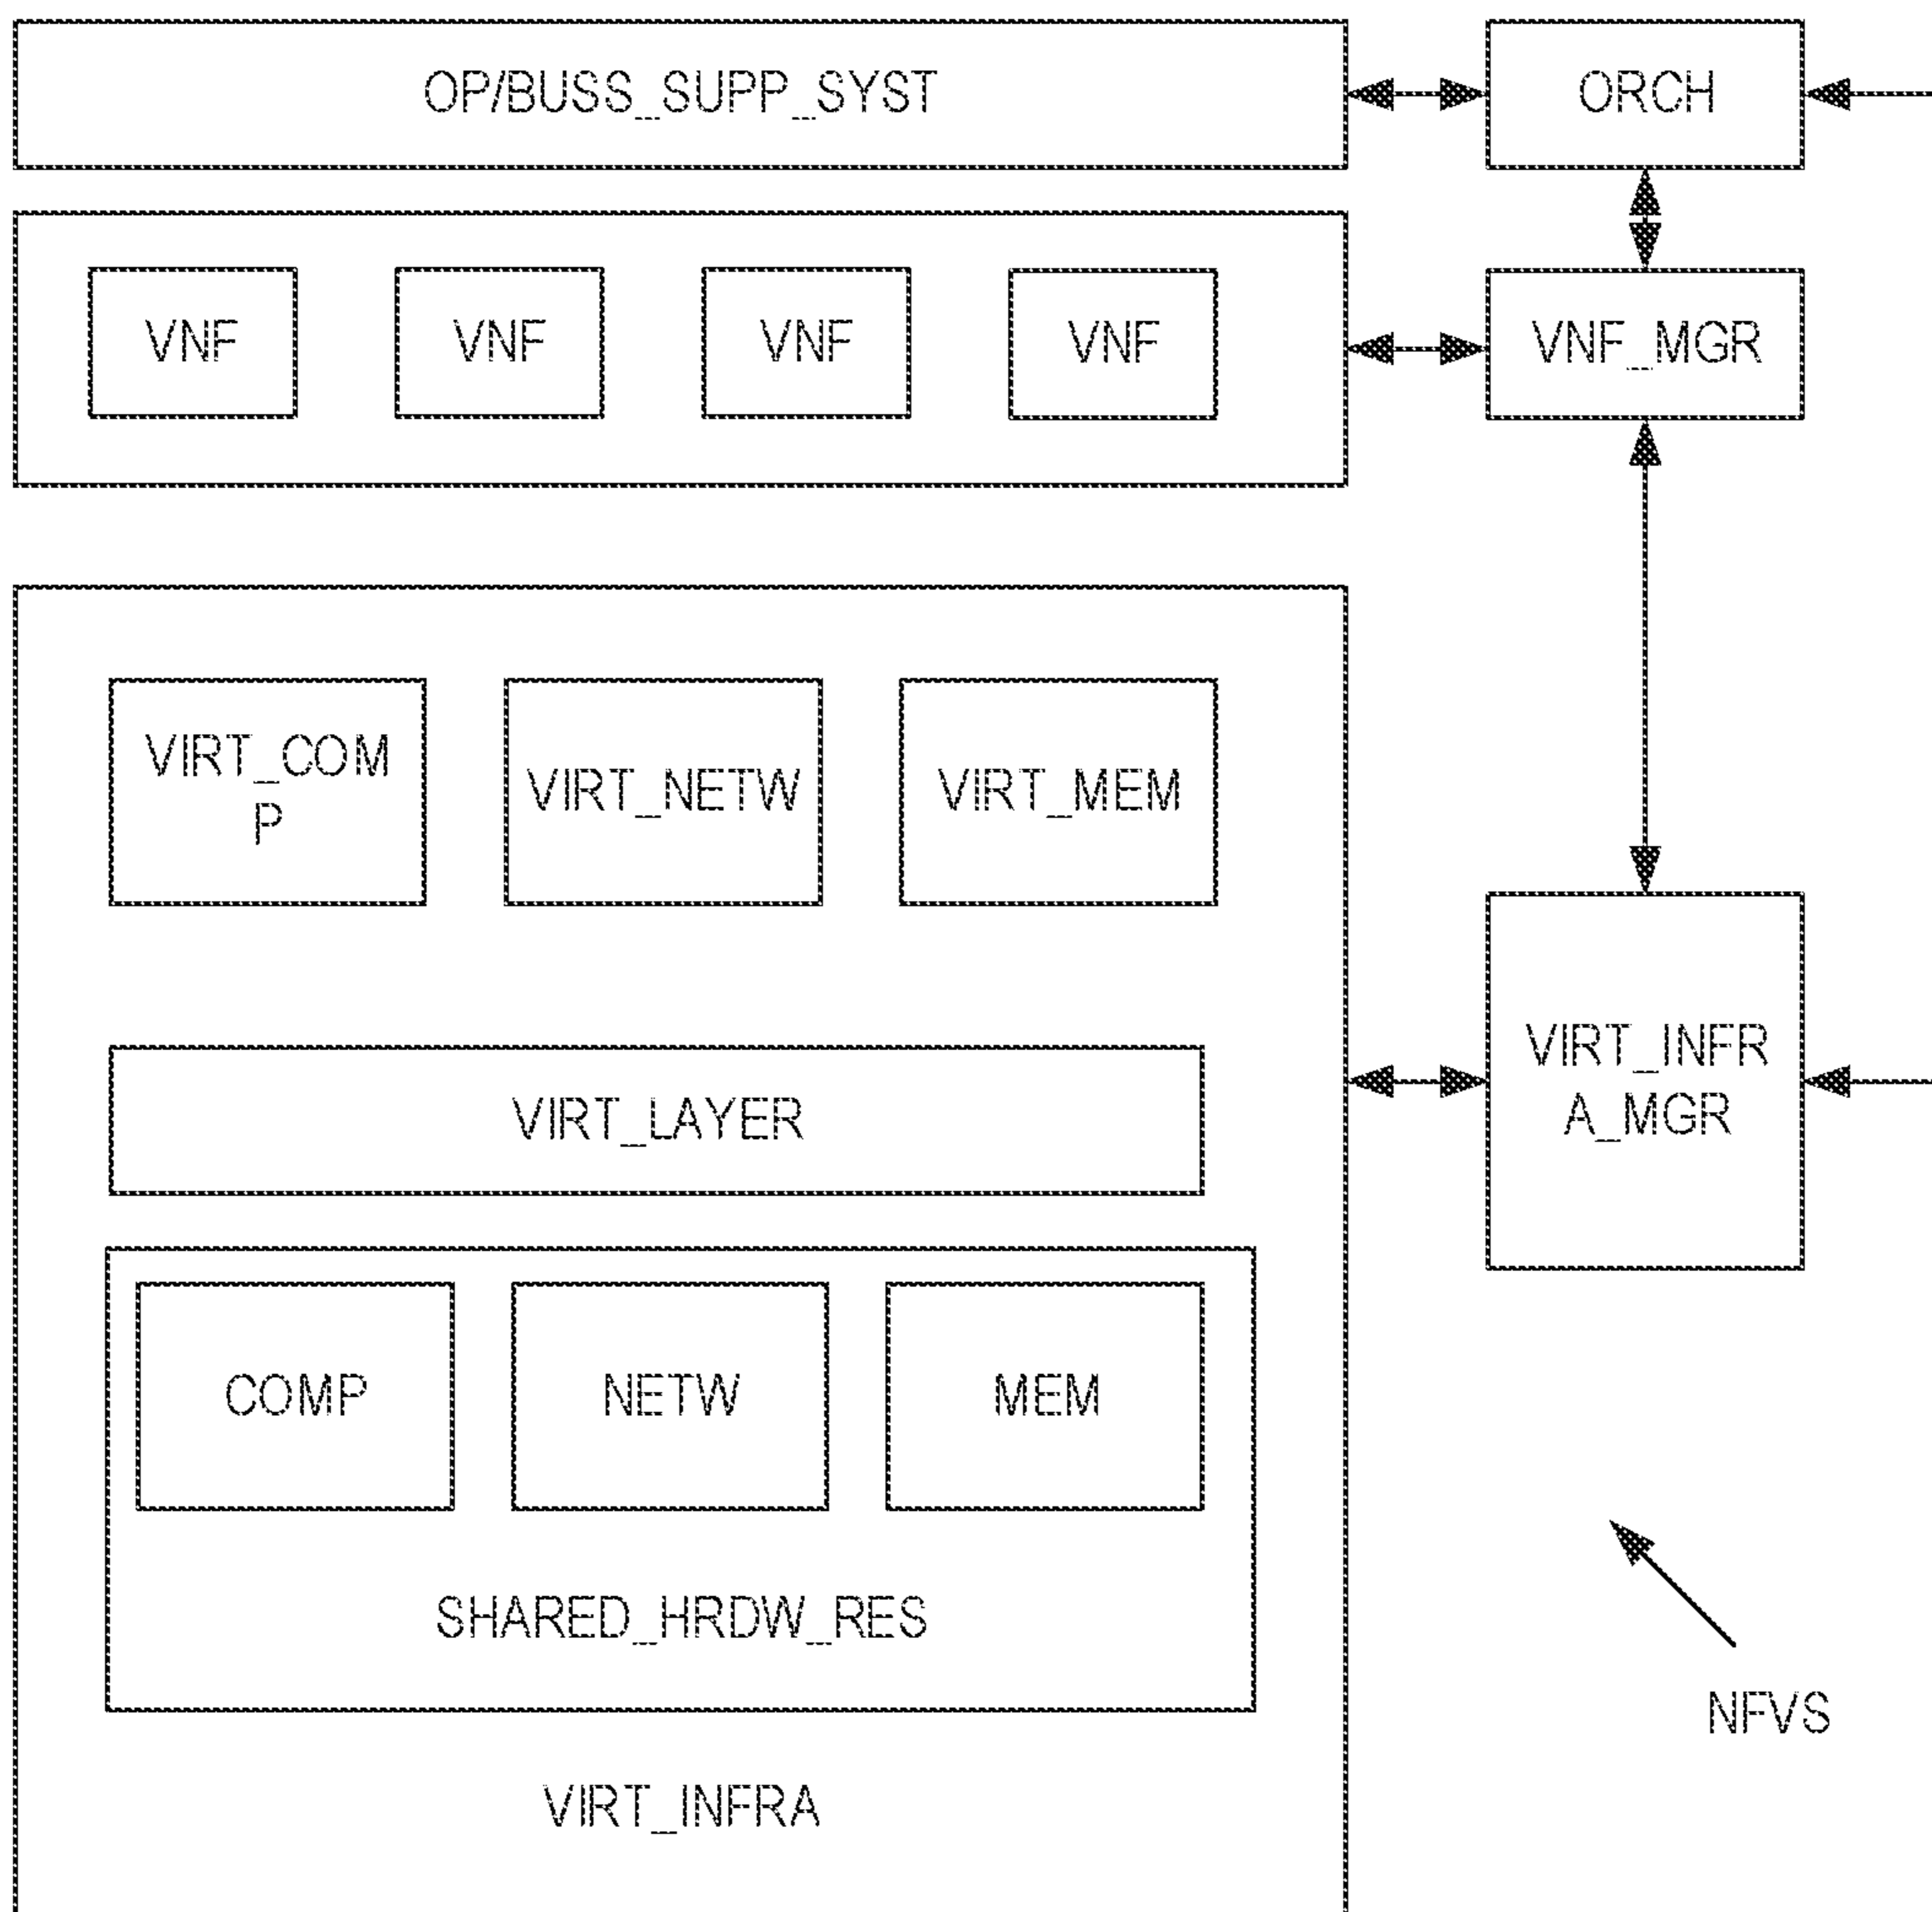 OP/BUSS_SUPP_SYST
ORCH
VNF
VNF
VNF
VNF
VNF_MGR
VIRT_COM
P
VIRT_NETW
VIRT_MEM
VIRT_LAYER
VIRT_INFR
A_MGR
COMP
NETW
MEM
SHARED_HRDW_RES
NFVS
VIRT_INFRA